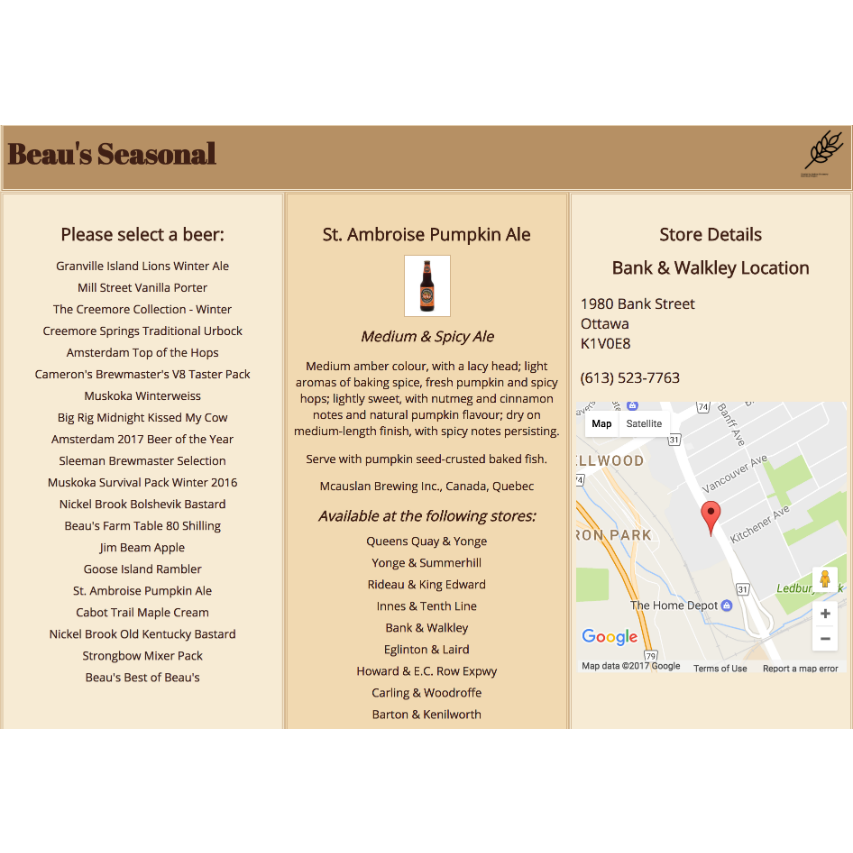 Beau's Seasonal
Please select a beer:
Granville Island Lions Winter Ale
Mill Street Vanilla Porter
The Creemore Collection - Winter
Creemore Springs Traditional Urbock
Amsterdam Top of the Hops
Cameron's Brewmaster's V8 Taster Pack
Muskoka Winterweiss
Big Rig Midnight Kissed My Cow
Amsterdam 2017 Beer of the Year
Sleeman Brewmaster Selection
Muskoka Survival Pack Winter 2016
Nickel Brook Bolshevik Bastard
Beau's Farm Table 80 Shilling
Jim Beam Apple
Goose Island Rambler
St. Ambroise Pumpkin Ale
Cabot Trail Maple Cream
Nickel Brook Old Kentucky Bastard
Strongbow Mixer Pack
Beau's Best of Beau's
St. Ambroise Pumpkin Ale
Medium & Spicy Ale
Medium amber colour, with a lacy head; light
aromas of baking spice, fresh pumpkin and spicy
hops; lightly sweet, with nutmeg and cinnamon
notes and natural pumpkin flavour; dry on
medium-length finish, with spicy notes persisting.
Serve with pumpkin seed-crusted baked fish.
Mcauslan Brewing Inc., Canada, Quebec
Available at the following stores:
Queens Quay & Yonge
Yonge & Summerhill
Rideau & King Edward
Innes & Tenth Line
Bank & Walkley
Eglinton & Laird
Howard & E.C. Row Expwy
Carling & Woodroffe
Barton & Kenilworth
Store Details
Bank & Walkley Location
1980 Bank Street
Ottawa
K1V0E8
(613) 523-7763
Map
Satellite
74
Banff Ave
31
ELLWOOD
Vancouver Ave
Kitchener Ave
RON PARK
31
The Home Depot
+
−
Google
79
Map data ©2017 Google
Terms of Use
Report a map error